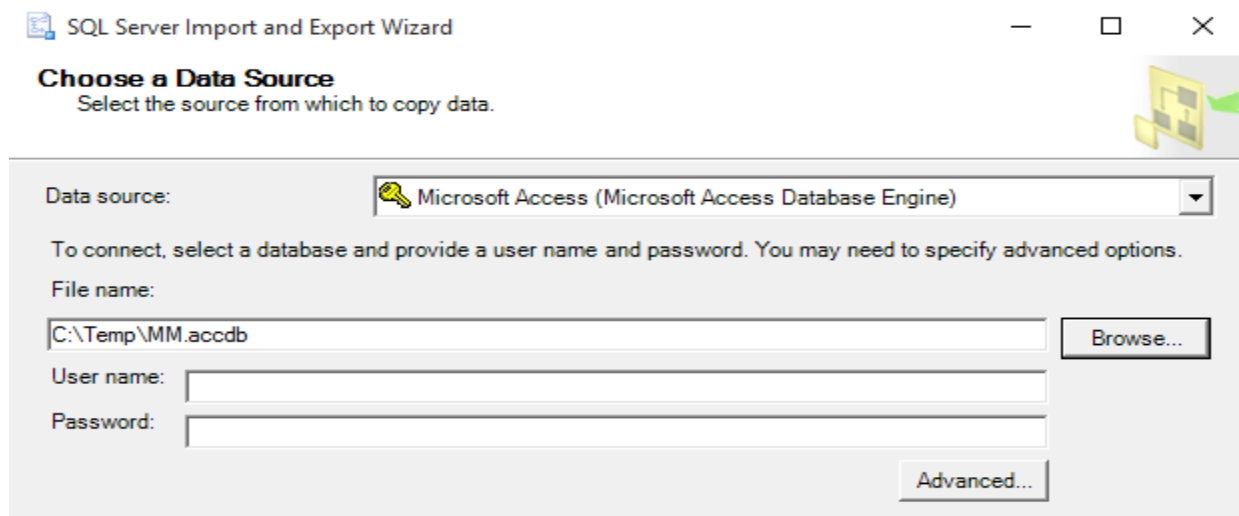 SQL Server Import and Export Wizard
Choose a Data Source
Select the source from which to copy data.
Data source: Microsoft Access (Microsoft Access Database Engine)
To connect, select a database and provide a user name and password. You may need to specify advanced options.
File name:
C:\Temp\MM.accdb Browse...
User name:
Password:
Advanced...